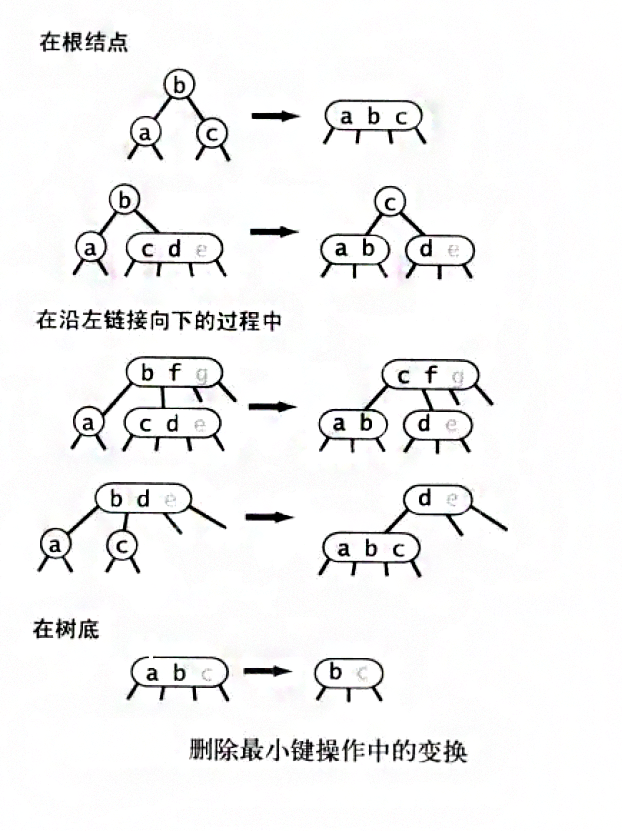 在根结点
b
a c
a b c
b
a c d e
c
a b d e
在沿左链接向下的过程中
b f g
a c d e
c f g
a b d e
b d e
a c
d e
a b c
在树底
a b c
b c
删除最小键操作中的变换